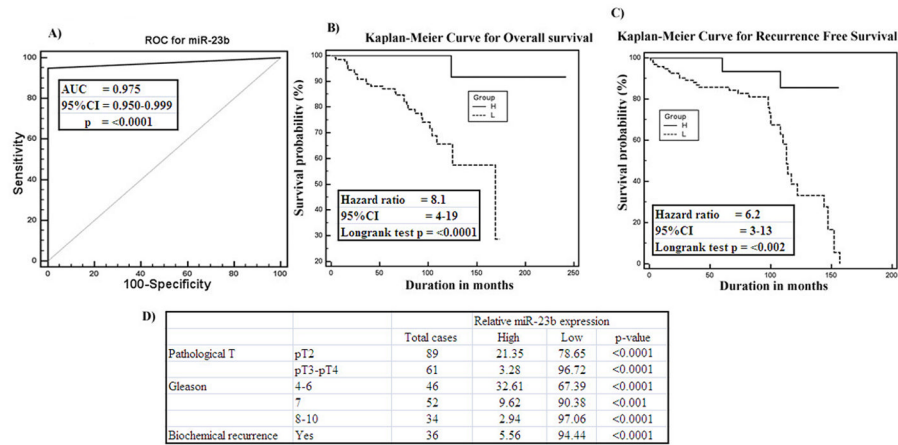 A)
ROC for miR-23b
100
80
60
40
20
0
Sensitivity
AUC = 0.975
95%CI = 0.950-0.999
p = <0.0001
0 20 40 60 80 100
100-Specificity
B)
Kaplan-Meier Curve for Overall survival
100
90
80
70
60
50
40
30
20
Survival probability (%)
Group
H
L
Hazard ratio = 8.1
95%CI = 4-19
Longrank test p = <0.0001
0 50 100 150 200 250
Duration in months
C)
Kaplan-Meier Curve for Recurrence Free Survival
100
80
60
40
20
0
Survival probability (%)
Group
H
L
Hazard ratio = 6.2
95%CI = 3-13
Longrank test p = <0.002
0 50 100 150 200
Duration in months
D)
Relative miR-23b expression
Total cases High Low p-value
Pathological T pT2 89 21.35 78.65 <0.0001
pT3-pT4 61 3.28 96.72 <0.0001
Gleason 4-6 46 32.61 67.39 <0.0001
7 52 9.62 90.38 <0.001
8-10 34 2.94 97.06 <0.0001
Biochemical recurrence Yes 36 5.56 94.44 <0.0001